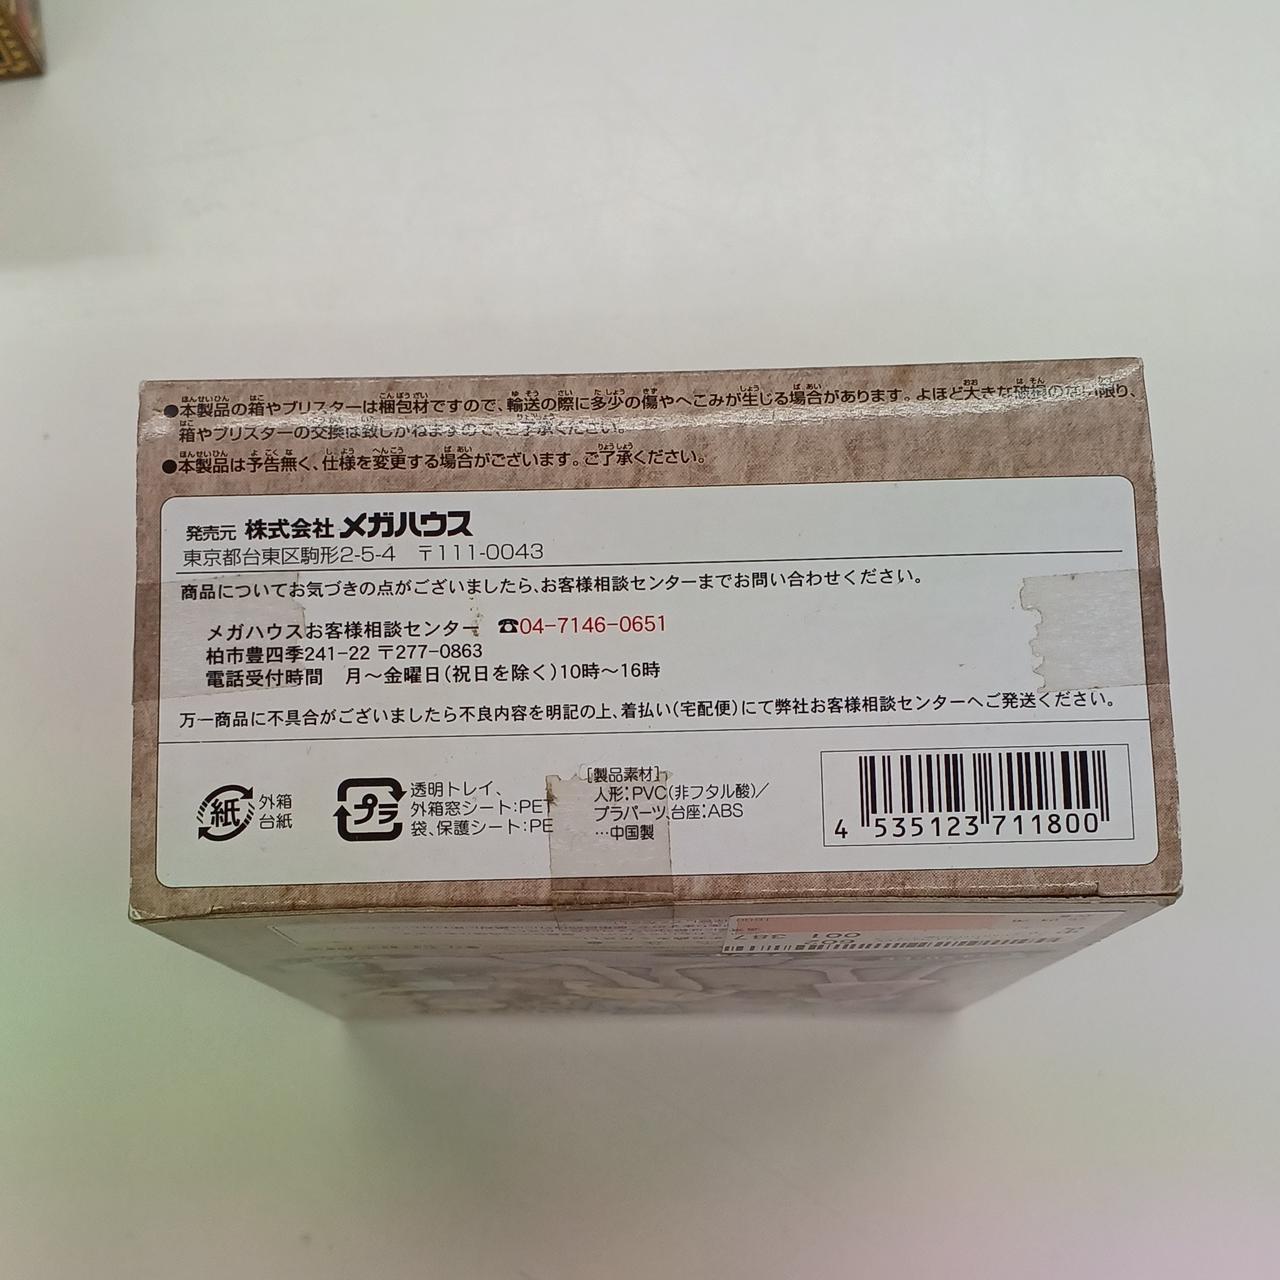 ●本製品の箱やブリスターは梱包材ですので、輸送の際に多少の傷やへこみが生じる場合があります。よほど大きな破損の無い限り、
箱やブリスターの交換は致しかねますので、ご了承ください。
●本製品は予告無く、仕様を変更する場合がございます。ご了承ください。
発売元 株式会社メガハウス
東京都台東区駒形2-5-4 〒111-0043
商品についてお気づきの点がございましたら、お客様相談センターまでお問い合わせください。
メガハウスお客様相談センター ☎04-7146-0651
柏市豊四季241-22 〒277-0863
電話受付時間 月～金曜日(祝日を除く)10時～16時
万一商品に不具合がございましたら不良内容を明記の上、着払い(宅配便)にて弊社お客様相談センターへご発送ください。
紙 外箱
台紙
プラ 透明トレイ、
外箱窓シート:PET
袋、保護シート:PE
[製品素材]
人形:PVC(非フタル酸)／
プラパーツ、台座:ABS
…中国製
4 535123 711800